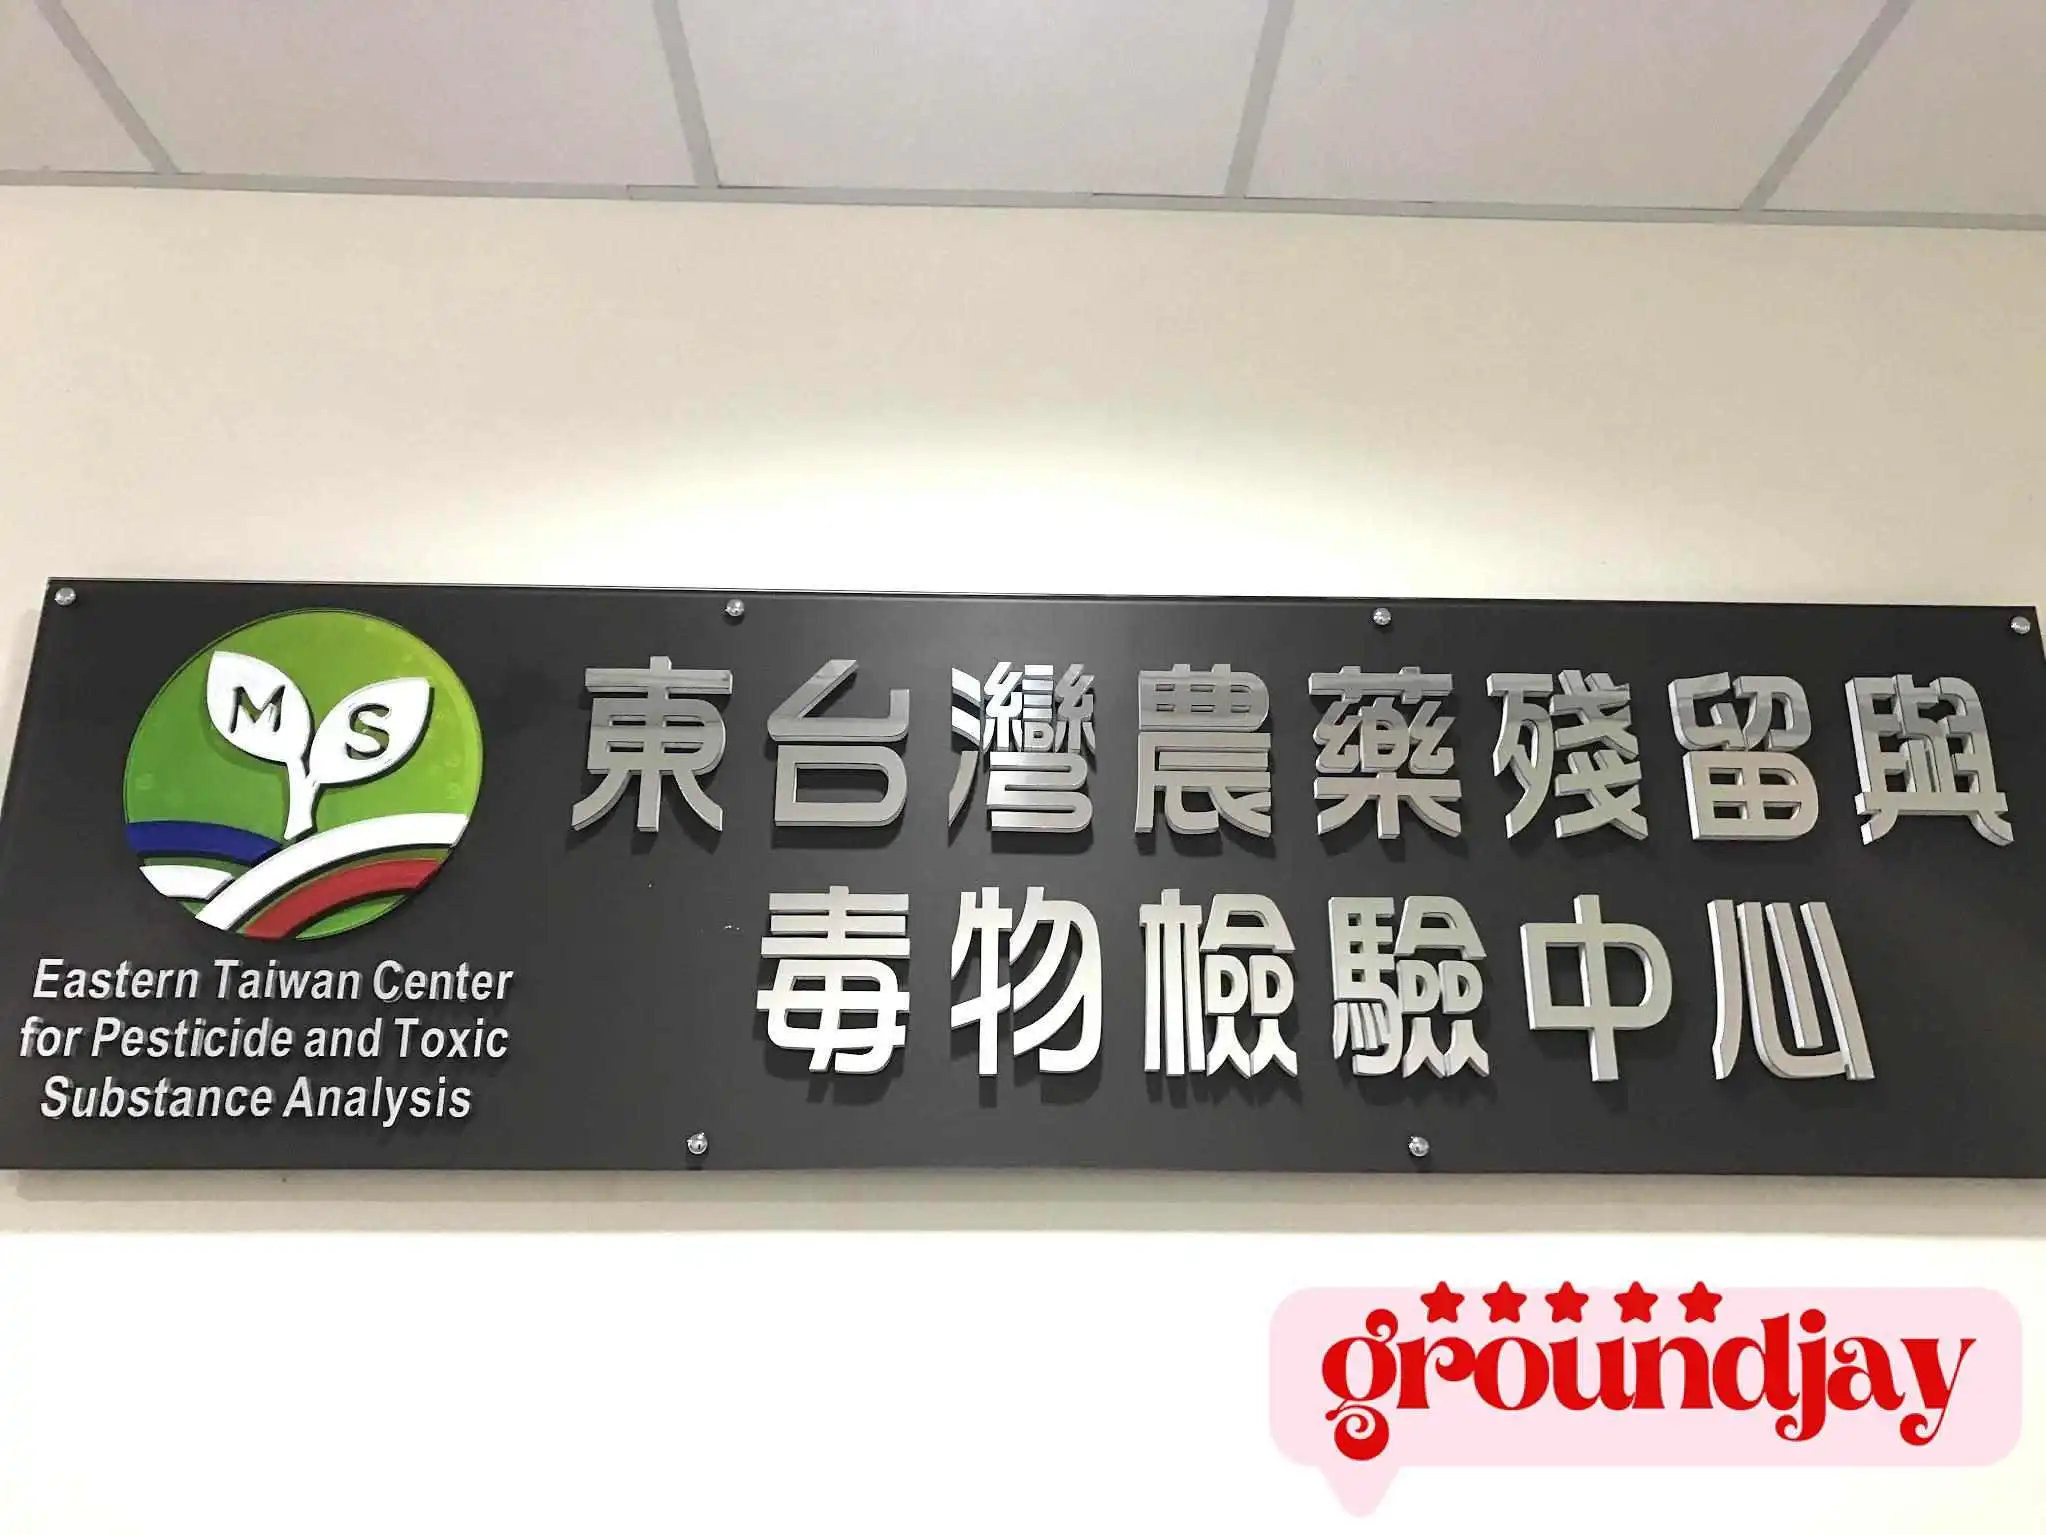 M S
東台灣農藥殘留與
毒物檢驗中心
Eastern Taiwan Center
for Pesticide and Toxic
Substance Analysis
groundjay